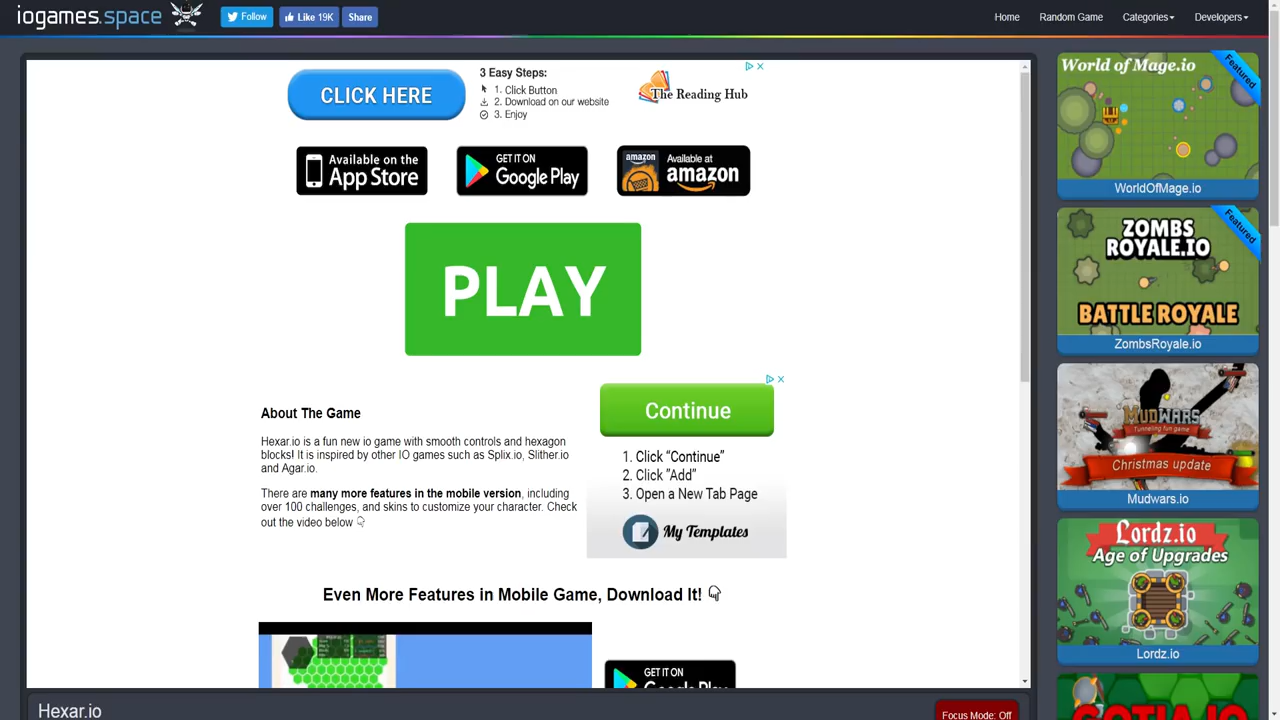 iogames.space
Follow
Like 19K
Share
Home
Random Game
Categories
Developers
CLICK HERE
3 Easy Steps:
1. Click Button
2. Download on our website
3. Enjoy
The Reading Hub
Available on the
App Store
GET IT ON
Google Play
amazon
Available at
amazon
PLAY
About The Game
Hexar.io is a fun new io game with smooth controls and hexagon
blocks! It is inspired by other IO games such as Splix.io, Slither.io
and Agar.io.
There are many more features in the mobile version, including
over 100 challenges, and skins to customize your character. Check
out the video below
Continue
1. Click “Continue”
2. Click “Add”
3. Open a New Tab Page
My Templates
Even More Features in Mobile Game, Download It!
GET IT ON
Google Play
Hexar.io
Focus Mode: Off
World of Mage.io
Featured
WorldOfMage.io
ZOMBS
ROYALE.IO
Featured
BATTLE ROYALE
ZombsRoyale.io
MUDWARS
Tunneling fun game
Christmas update
Mudwars.io
Lordz.io
Age of Upgrades
Lordz.io